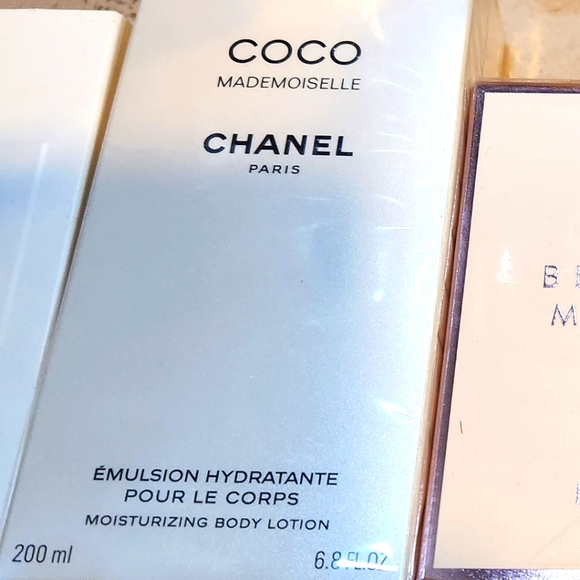 COCO
MADEMOISELLE
CHANEL
PARIS
ÉMULSION HYDRATANTE
POUR LE CORPS
MOISTURIZING BODY LOTION
200 ml 6.8 FL.OZ